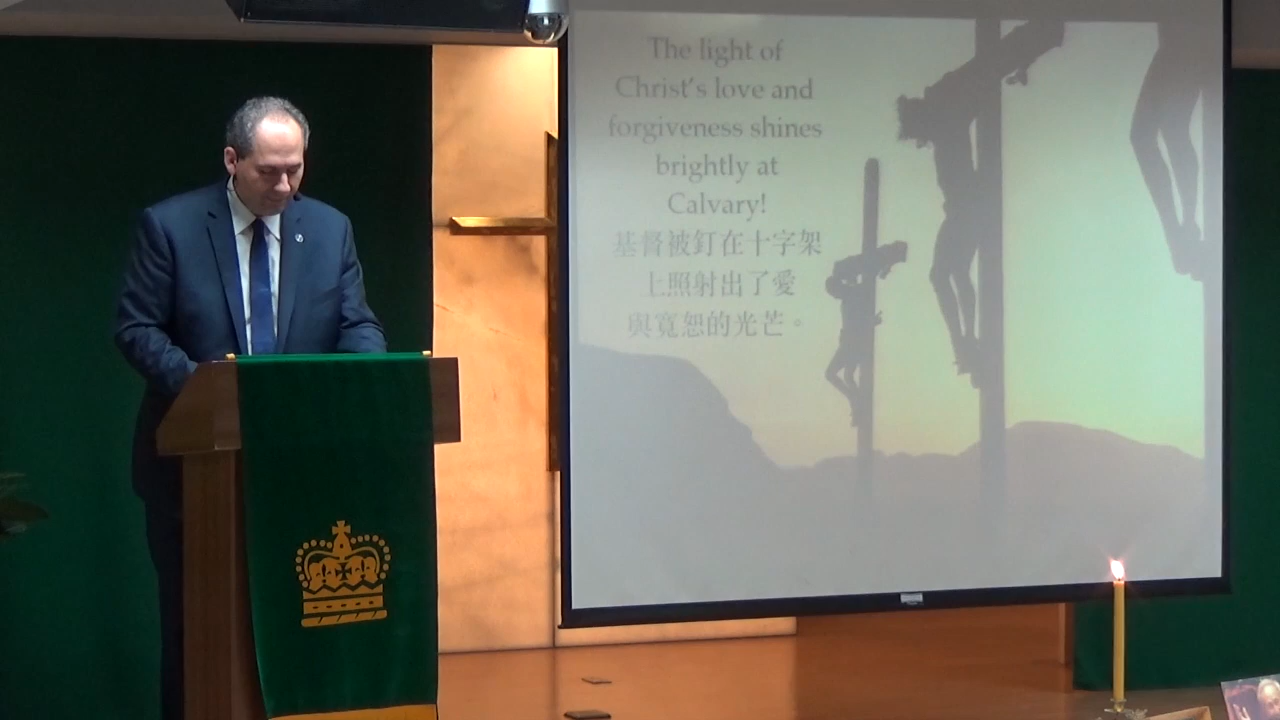 The light of
Christ's love and
forgiveness shines
brightly at
Calvary!
基督被釘在十字架
上照射出了愛
與寬恕的光芒。